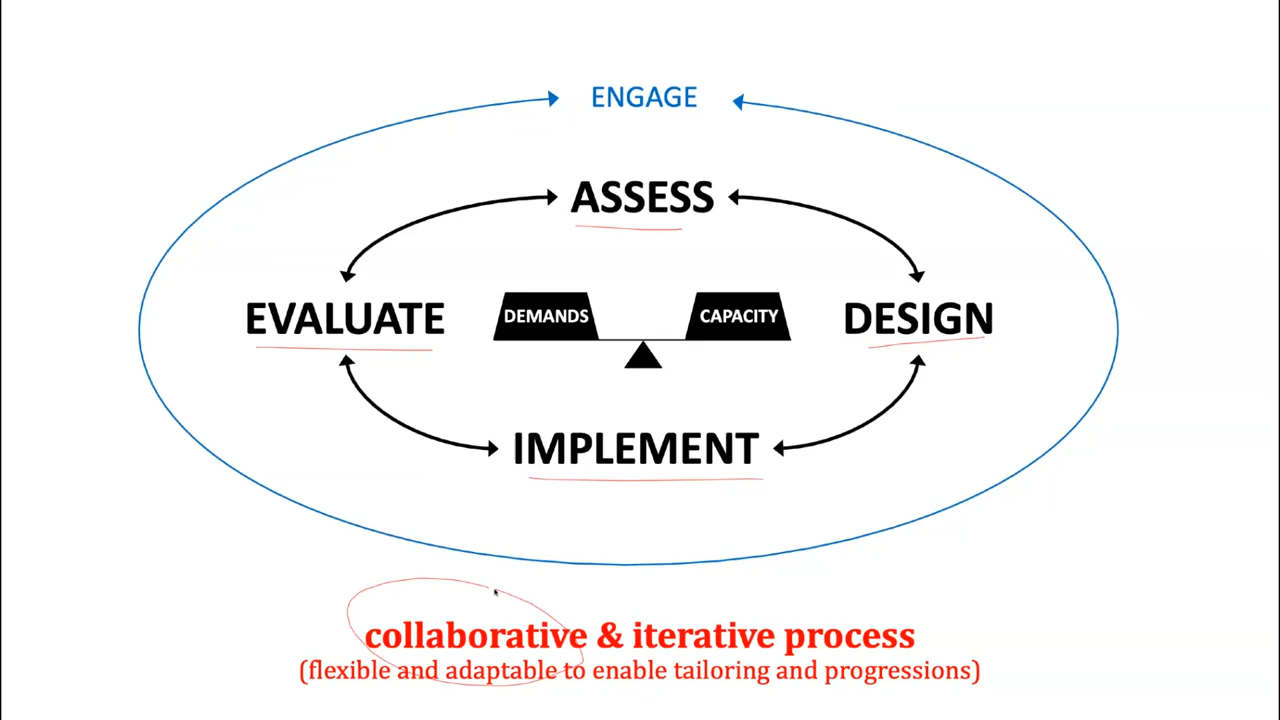 ENGAGE
ASSESS
EVALUATE
DEMANDS
CAPACITY
DESIGN
IMPLEMENT
collaborative & iterative process
(flexible and adaptable to enable tailoring and progressions)